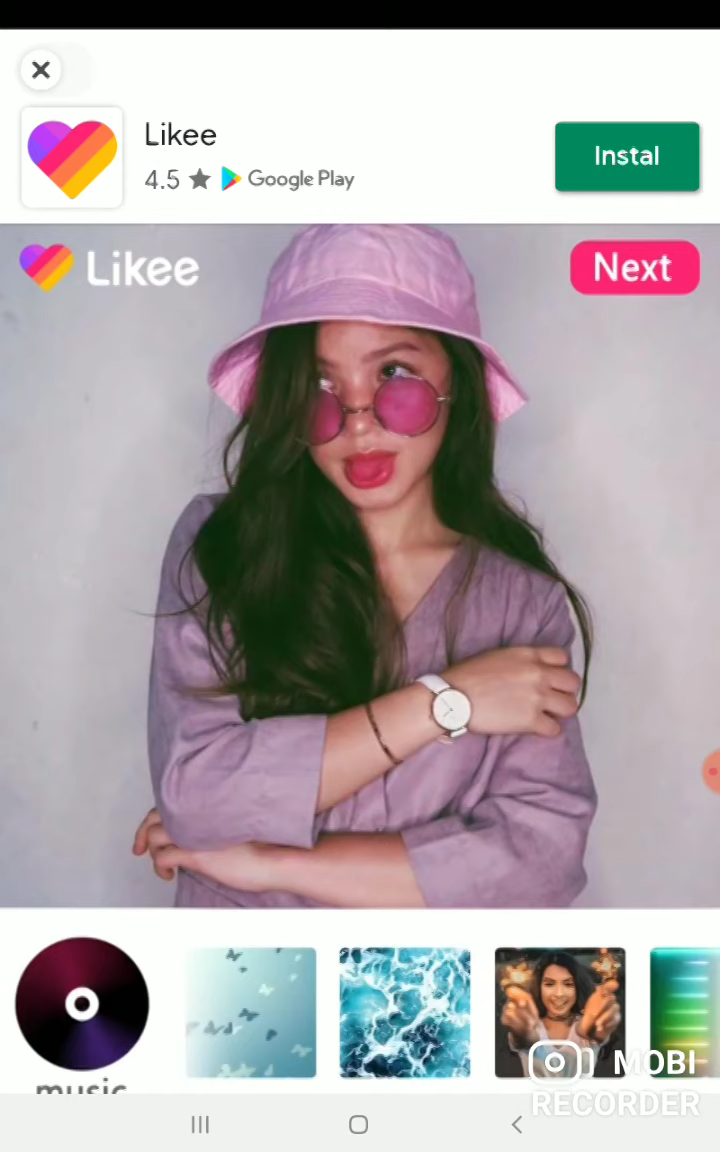 Likee
4.5 ★ Google Play
Instal
Likee
Next
music
MOBI
RECORDER